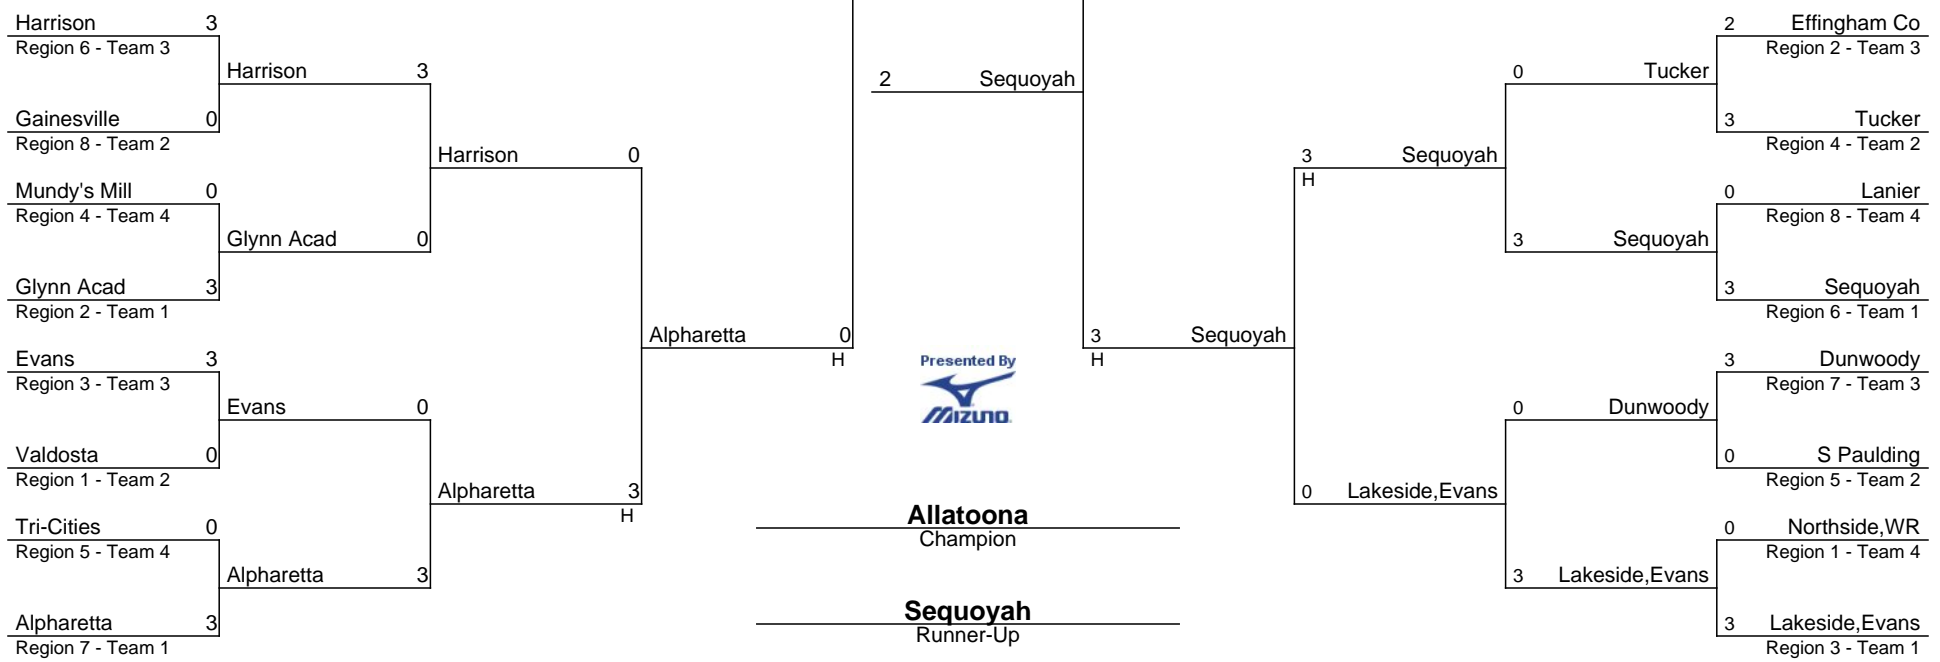 Harrison 3
Region 6 - Team 3
Harrison 3
Gainesville 0
Region 8 - Team 2
Harrison 0
Mundy's Mill 0
Region 4 - Team 4
Glynn Acad 0
Glynn Acad 3
Region 2 - Team 1
Alpharetta 0
H
Evans 3
Region 3 - Team 3
Evans 0
Valdosta 0
Region 1 - Team 2
Alpharetta 3
H
Tri-Cities 0
Region 5 - Team 4
Alpharetta 3
Alpharetta 3
Region 7 - Team 1
2 Sequoyah
Presented By
MIZUNO
Allatoona
Champion
Sequoyah
Runner-Up
2 Effingham Co
Region 2 - Team 3
0 Tucker
3 Tucker
Region 4 - Team 2
3 Sequoyah
H
0 Lanier
Region 8 - Team 4
3 Sequoyah
3 Sequoyah
Region 6 - Team 1
3 Sequoyah
H
3 Dunwoody
Region 7 - Team 3
0 Dunwoody
0 S Paulding
Region 5 - Team 2
0 Lakeside,Evans
0 Northside,WR
Region 1 - Team 4
3 Lakeside,Evans
3 Lakeside,Evans
Region 3 - Team 1